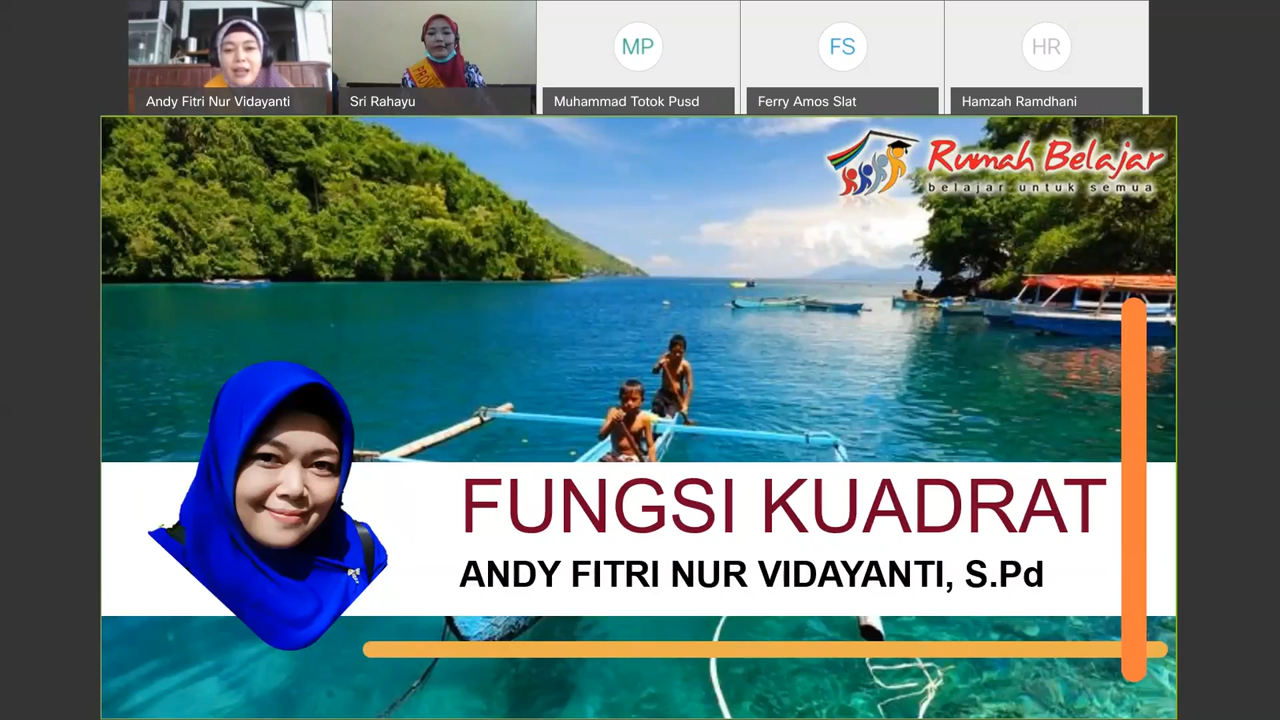 Andy Fitri Nur Vidayanti
Sri Rahayu
MP
Muhammad Totok Pusd
FS
Ferry Amos Slat
HR
Hamzah Ramdhani
Rumah Belajar
belajar untuk semua
FUNGSI KUADRAT
ANDY FITRI NUR VIDAYANTI, S.Pd